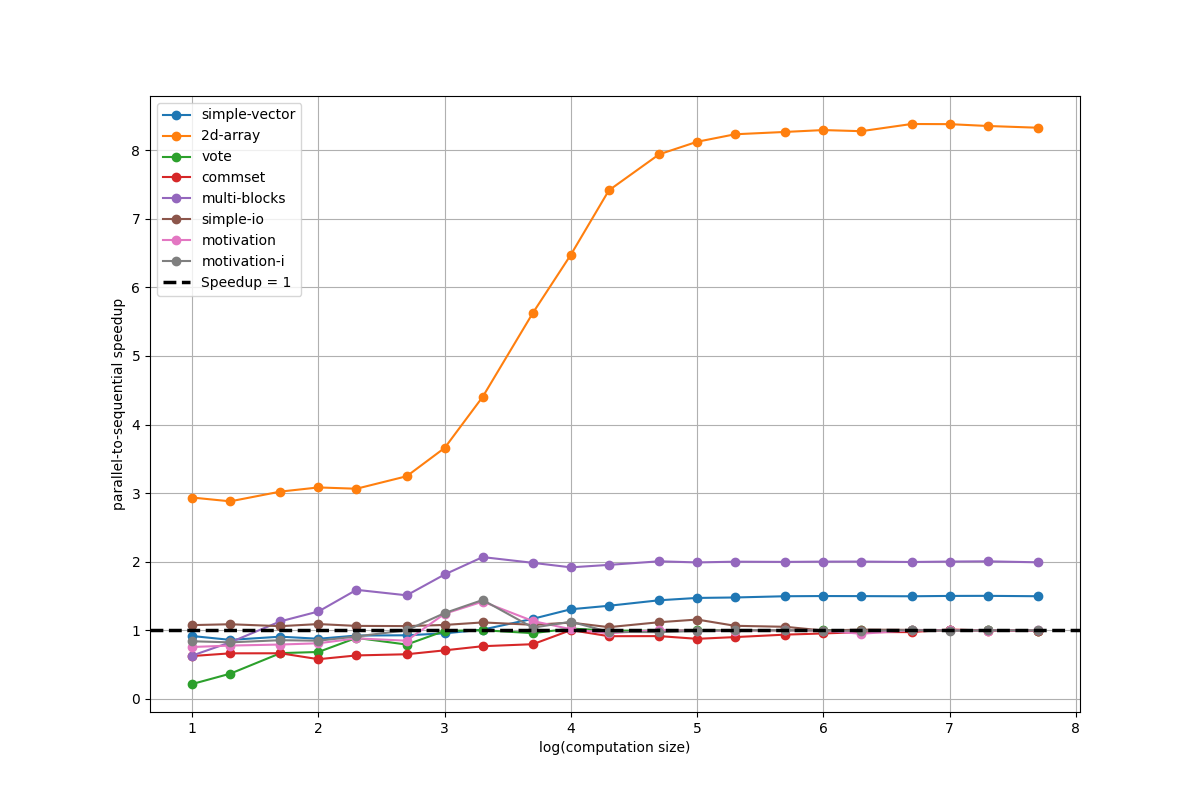 simple-vector
2d-array
vote
commset
multi-blocks
simple-io
motivation
motivation-i
Speedup = 1
parallel-to-sequential speedup
8
7
6
5
4
3
2
1
0
1 2 3 4 5 6 7 8
log(computation size)